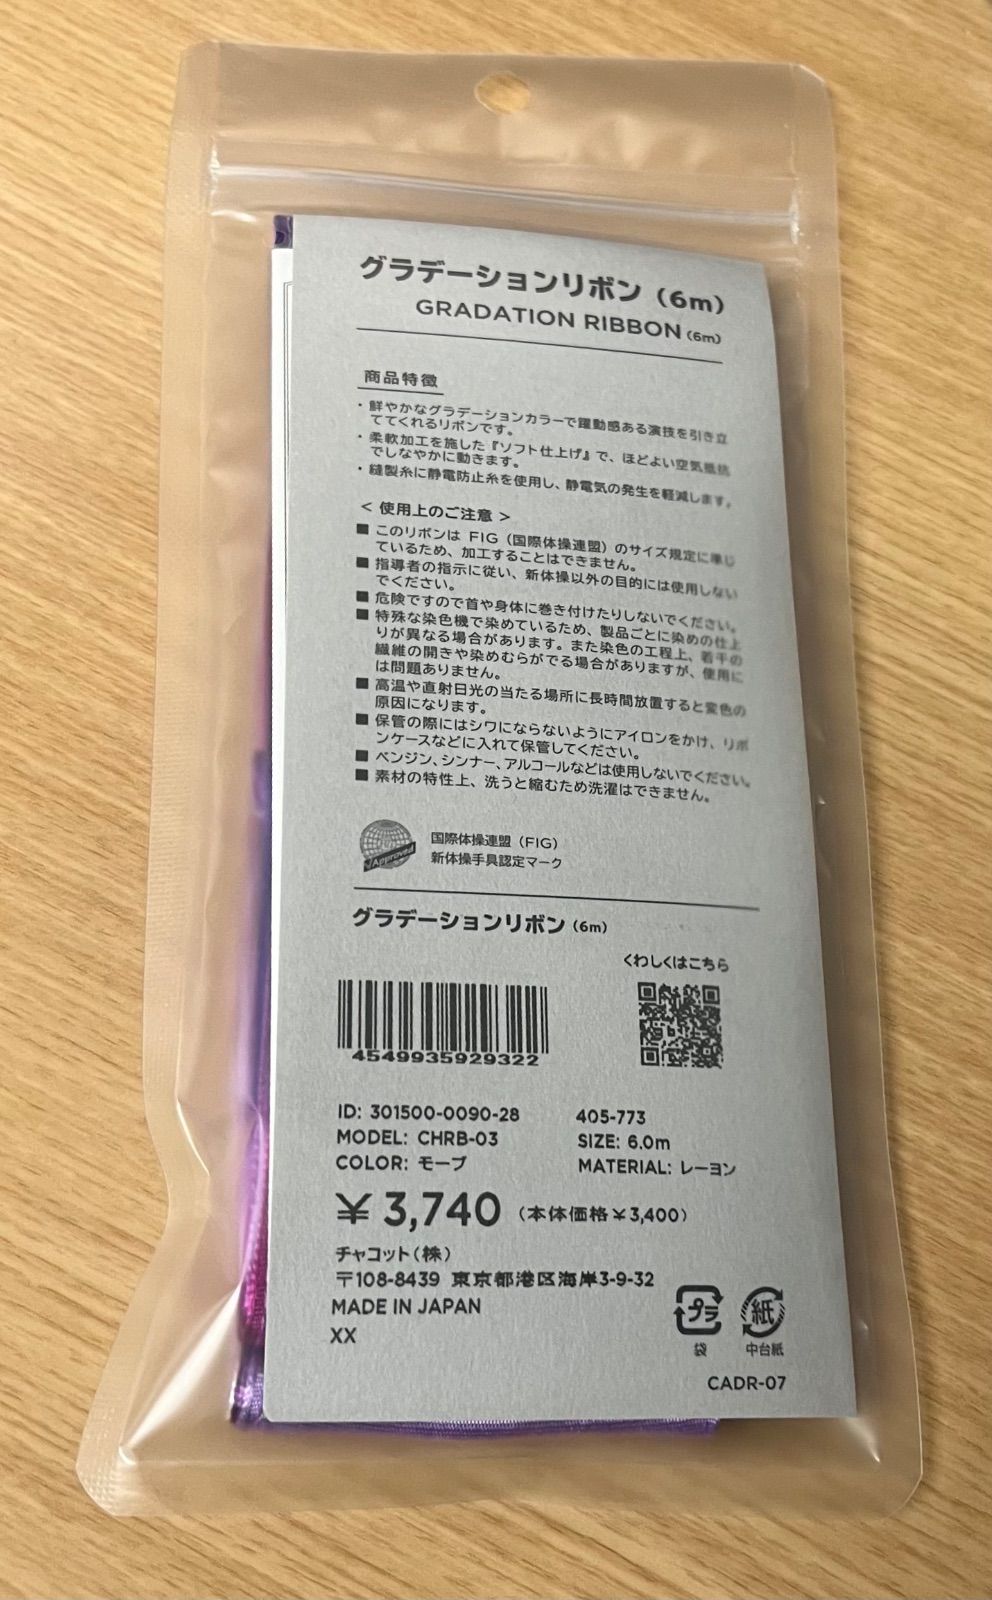 グラデーションリボン（6m）
GRADATION RIBBON（6m）
商品特徴
・鮮やかなグラデーションカラーで躍動感ある演技を引き立
ててくれるリボンです。
・柔軟加工を施した『ソフト仕上げ』で、ほどよい空気抵抗
でしなやかに動きます。
・縫製糸に静電防止糸を使用し、静電気の発生を軽減します。
＜ 使用上のご注意 ＞
■ このリボンは FIG（国際体操連盟）のサイズ規定に準じ
ているため、加工することはできません。
■ 指導者の指示に従い、新体操以外の目的には使用しない
でください。
■ 危険ですので首や身体に巻き付けたりしないでください。
■ 特殊な染色機で染めているため、製品ごとに染めの仕上
りが異なる場合があります。また染色の工程上、若干の
繊維の開きや染めむらがでる場合がありますが、使用に
は問題ありません。
■ 高温や直射日光の当たる場所に長時間放置すると変色の
原因になります。
■ 保管の際にはシワにならないようにアイロンをかけ、リボ
ンケースなどに入れて保管してください。
■ ベンジン、シンナー、アルコールなどは使用しないでください。
■ 素材の特性上、洗うと縮むため洗濯はできません。
Approved
国際体操連盟（FIG）
新体操手具認定マーク
グラデーションリボン（6m）
くわしくはこちら
4549935929322
ID: 301500-0090-28
405-773
MODEL: CHRB-03
SIZE: 6.0m
COLOR: モーブ
MATERIAL: レーヨン
￥3,740（本体価格￥3,400）
チャコット（株）
〒108-8439 東京都港区海岸3-9-32
MADE IN JAPAN
XX
プラ
紙
袋
中台紙
CADR-07